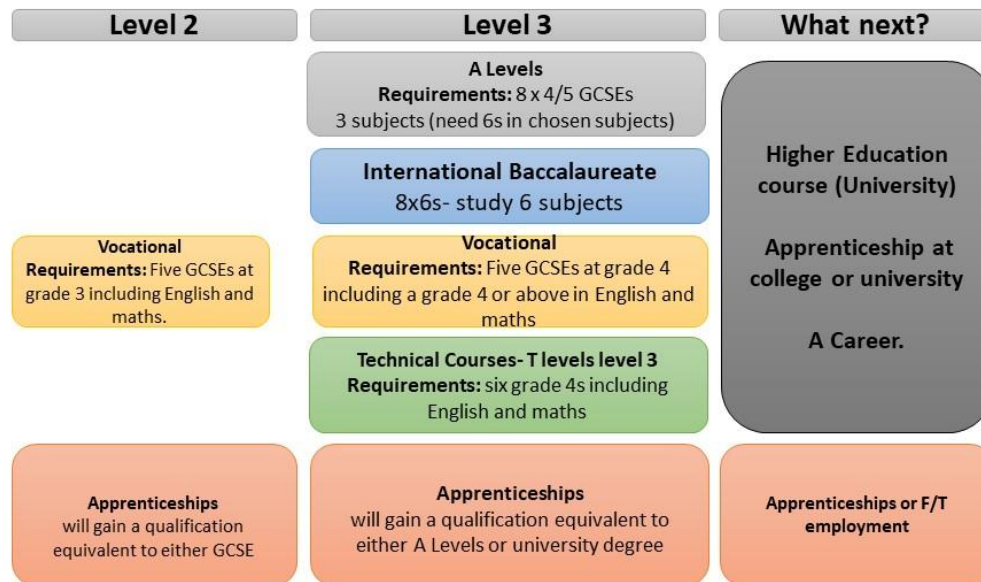 Level 2
Level 3
What next?
A Levels
Requirements: 8 x 4/5 GCSEs
3 subjects (need 6s in chosen subjects)
International Baccalaureate
8x6s- study 6 subjects
Vocational
Requirements: Five GCSEs at
grade 3 including English and
maths.
Vocational
Requirements: Five GCSEs at grade 4
including a grade 4 or above in English and
maths
Technical Courses- T levels level 3
Requirements: six grade 4s including
English and maths
Higher Education
course (University)
Apprenticeship at
college or university
A Career.
Apprenticeships
will gain a qualification
equivalent to either GCSE
Apprenticeships
will gain a qualification equivalent to
either A Levels or university degree
Apprenticeships or F/T
employment